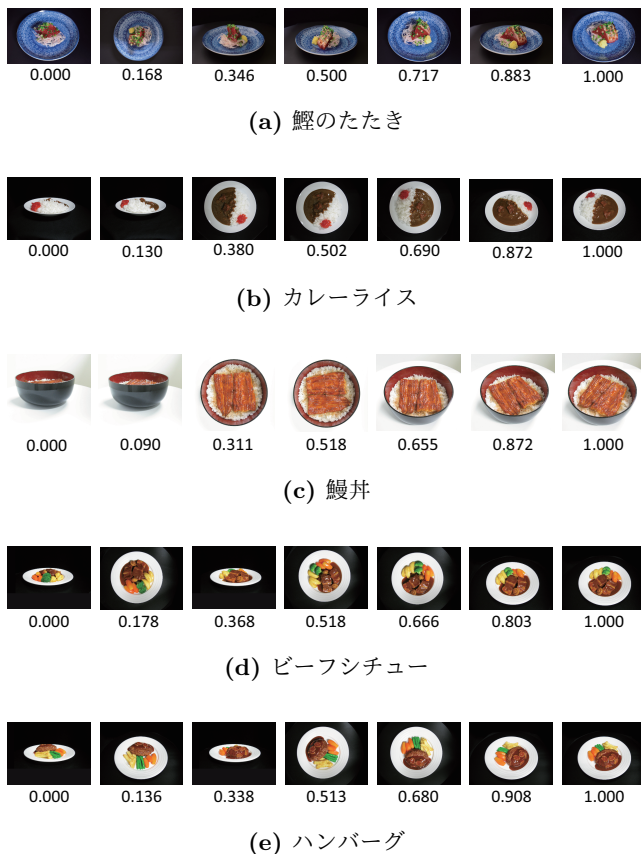 0.000 0.168 0.346 0.500 0.717 0.883 1.000
(a) 鰹のたたき
0.000 0.130 0.380 0.502 0.690 0.872 1.000
(b) カレーライス
0.000 0.090 0.311 0.518 0.655 0.872 1.000
(c) 鰻丼
0.000 0.178 0.368 0.518 0.666 0.803 1.000
(d) ビーフシチュー
0.000 0.136 0.338 0.513 0.680 0.908 1.000
(e) ハンバーグ